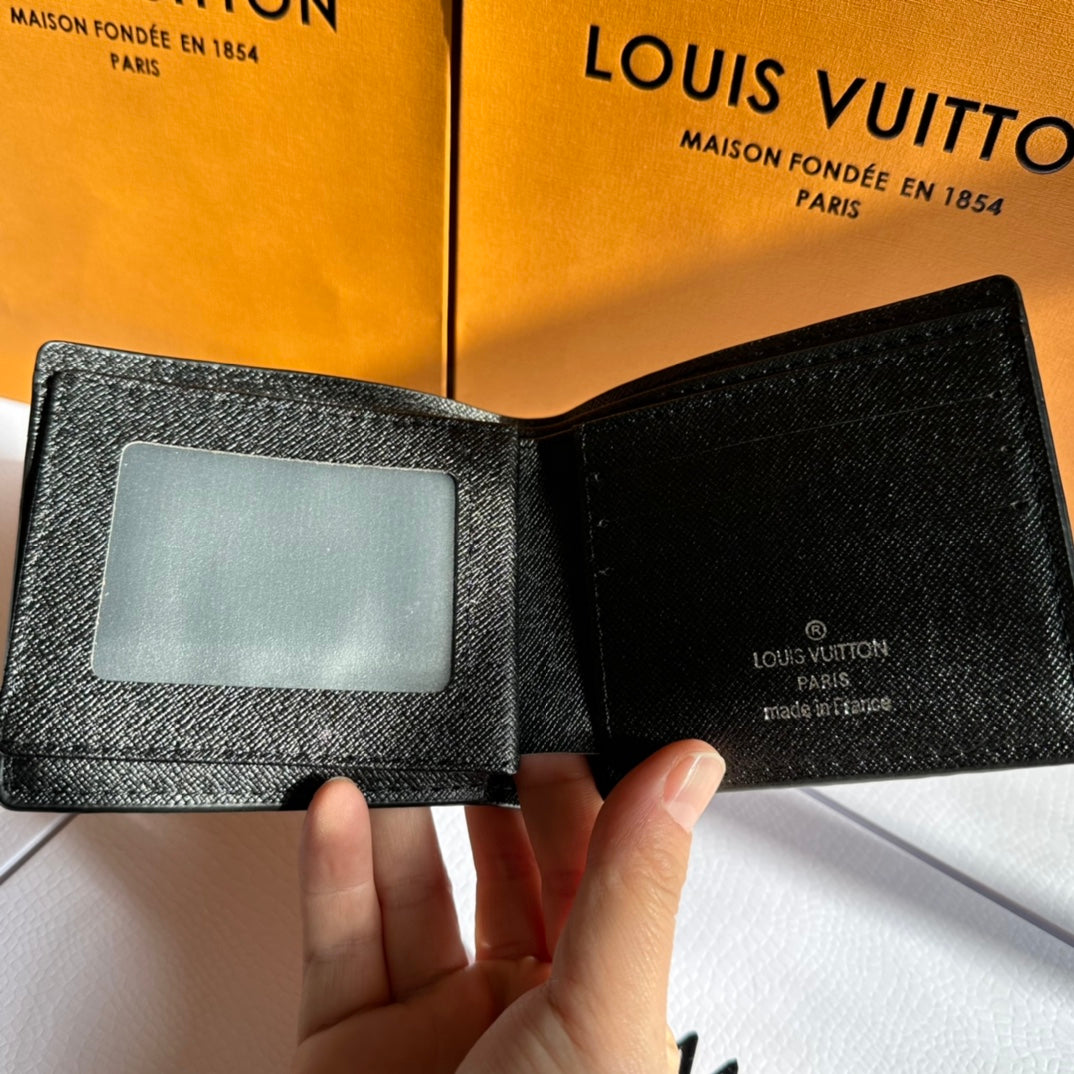 MAISON FONDÉE EN 1854
PARIS
LOUIS VUITTO
MAISON FONDÉE EN 1854
PARIS
®
LOUIS VUITTON
PARIS
made in France